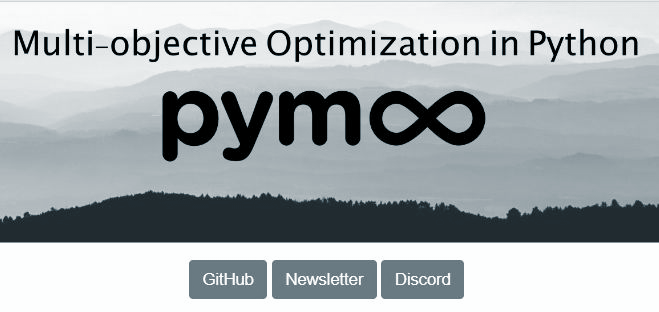 Multi-objective Optimization in Python
pymoo
GitHub Newsletter Discord